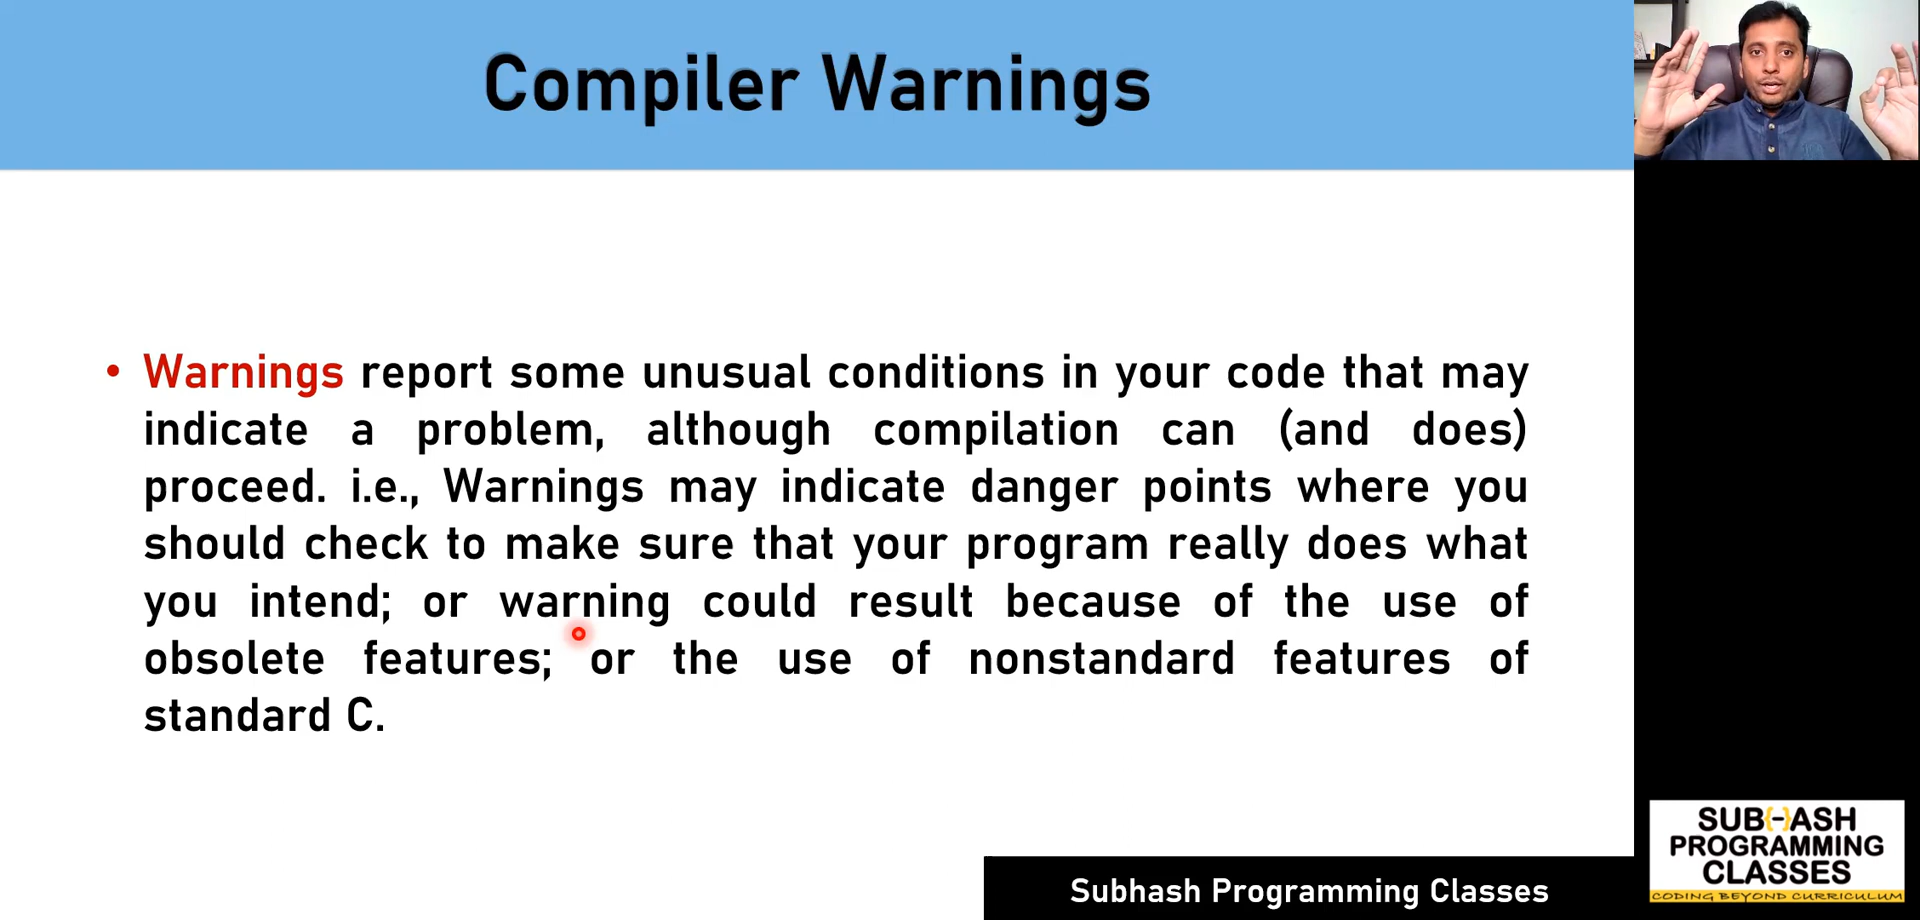 Compiler Warnings
• Warnings report some unusual conditions in your code that may
indicate a problem, although compilation can (and does)
proceed. i.e., Warnings may indicate danger points where you
should check to make sure that your program really does what
you intend; or warning could result because of the use of
obsolete features; or the use of nonstandard features of
standard C.
Subhash Programming Classes
SUB{-}ASH
PROGRAMMING
CLASSES
CODING BEYOND CURRICULUM